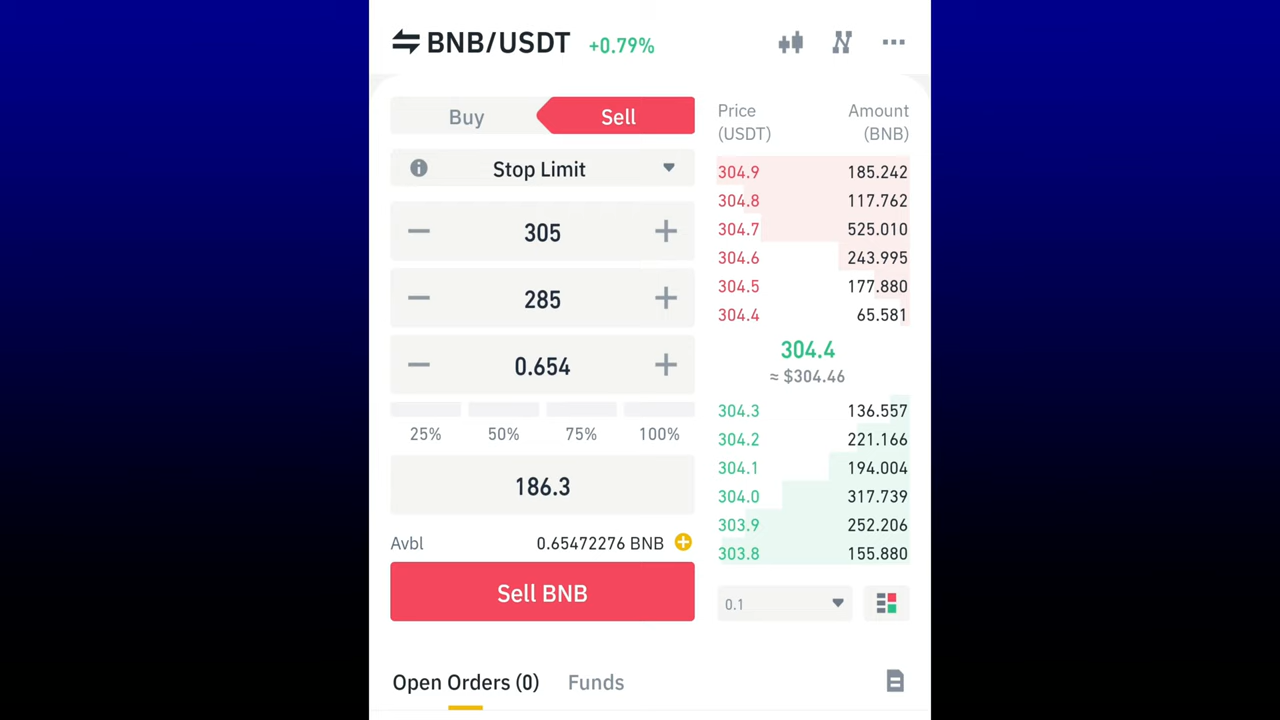 BNB/USDT +0.79%
Buy
Sell
Stop Limit
305
285
0.654
25% 50% 75% 100%
186.3
Avbl 0.65472276 BNB
Sell BNB
Price Amount
(USDT) (BNB)
304.9 185.242
304.8 117.762
304.7 525.010
304.6 243.995
304.5 177.880
304.4 65.581
304.4
≈ $304.46
304.3 136.557
304.2 221.166
304.1 194.004
304.0 317.739
303.9 252.206
303.8 155.880
0.1
Open Orders (0) Funds